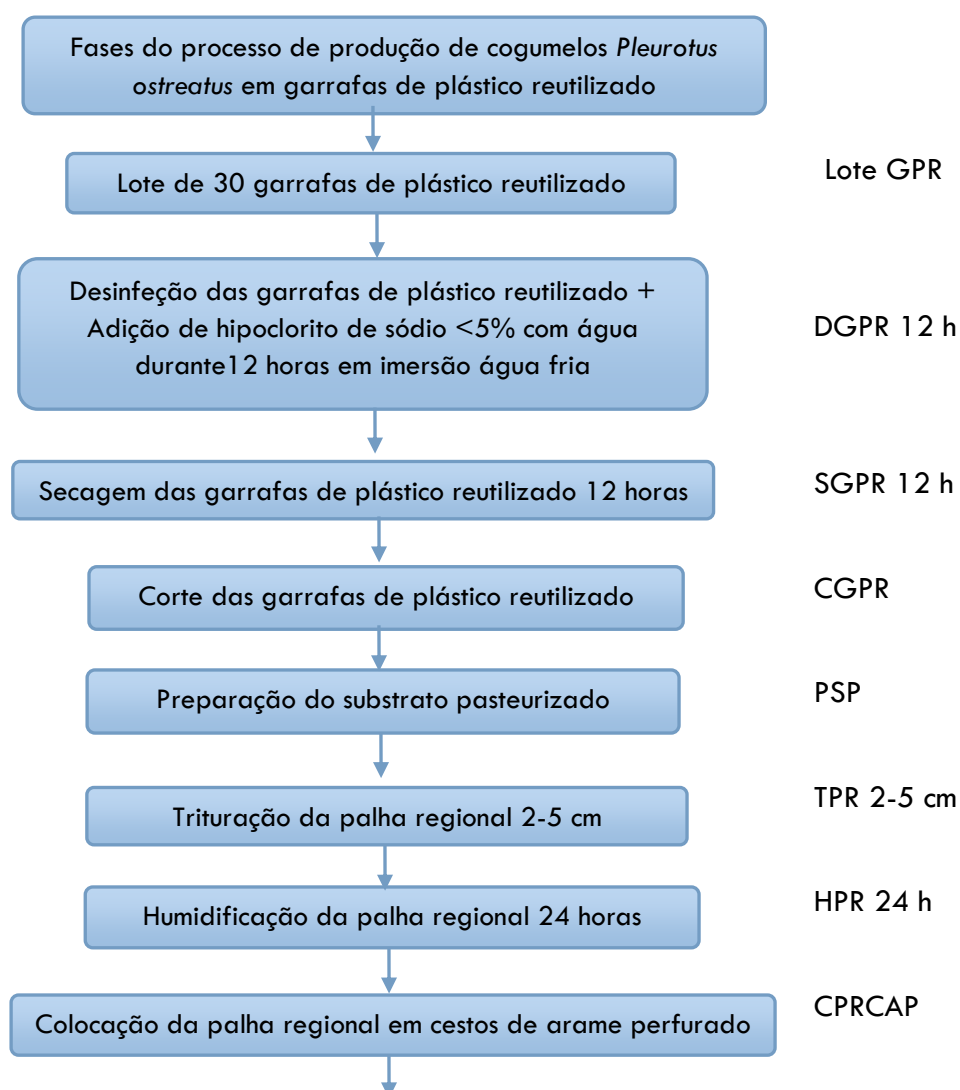 Fases do processo de produção de cogumelos Pleurotus
ostreatus em garrafas de plástico reutilizado
Lote de 30 garrafas de plástico reutilizado
Lote GPR
Desinfeção das garrafas de plástico reutilizado +
Adição de hipoclorito de sódio <5% com água
durante12 horas em imersão água fria
DGPR 12 h
Secagem das garrafas de plástico reutilizado 12 horas
SGPR 12 h
Corte das garrafas de plástico reutilizado
CGPR
Preparação do substrato pasteurizado
PSP
Trituração da palha regional 2-5 cm
TPR 2-5 cm
Humidificação da palha regional 24 horas
HPR 24 h
Colocação da palha regional em cestos de arame perfurado
CPRCAP